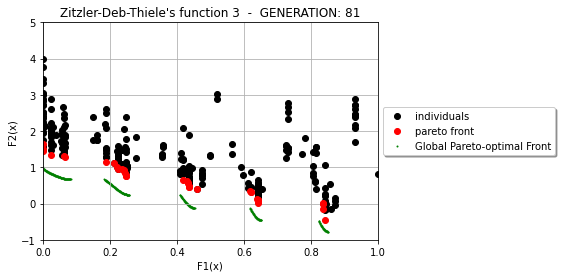 Zitzler-Deb-Thiele's function 3  -  GENERATION: 81
5
4
3
2
1
0
−1
F2(x)
0.0 0.2 0.4 0.6 0.8 1.0
F1(x)
individuals
pareto front
Global Pareto-optimal Front